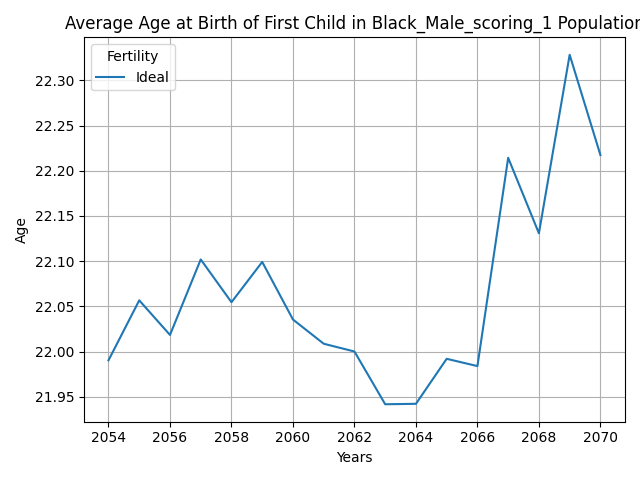 Average Age at Birth of First Child in Black_Male_scoring_1 Population
Fertility
Ideal
22.30
22.25
22.20
22.15
22.10
22.05
22.00
21.95
Age
2054 2056 2058 2060 2062 2064 2066 2068 2070
Years